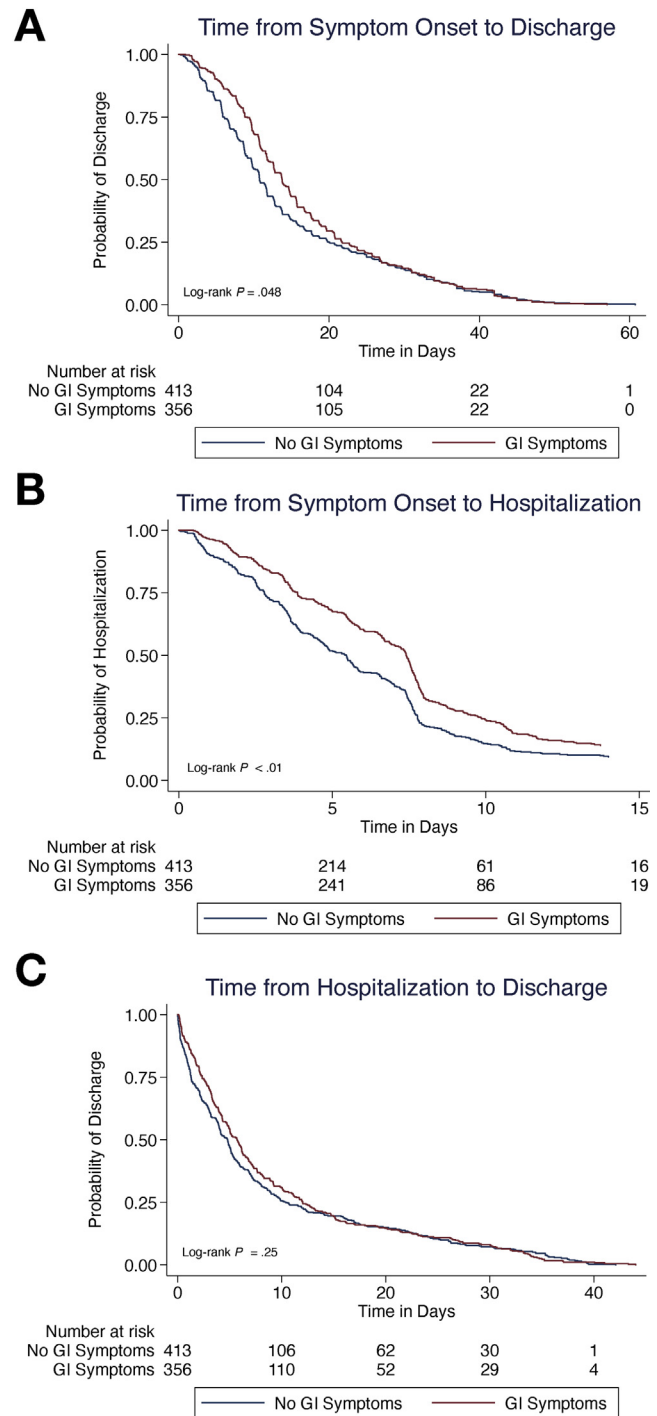 A
Time from Symptom Onset to Discharge
Probability of Discharge
1.00
0.75
0.50
0.25
0.00
Log-rank P = .048
0 20 40 60
Time in Days
Number at risk
No GI Symptoms 413 104 22 1
GI Symptoms 356 105 22 0
No GI Symptoms GI Symptoms
B
Time from Symptom Onset to Hospitalization
Probability of Hospitalization
1.00
0.75
0.50
0.25
0.00
Log-rank P < .01
0 5 10 15
Time in Days
Number at risk
No GI Symptoms 413 214 61 16
GI Symptoms 356 241 86 19
No GI Symptoms GI Symptoms
C
Time from Hospitalization to Discharge
Probability of Discharge
1.00
0.75
0.50
0.25
0.00
Log-rank P = .25
0 10 20 30 40
Time in Days
Number at risk
No GI Symptoms 413 106 62 30 1
GI Symptoms 356 110 52 29 4
No GI Symptoms GI Symptoms